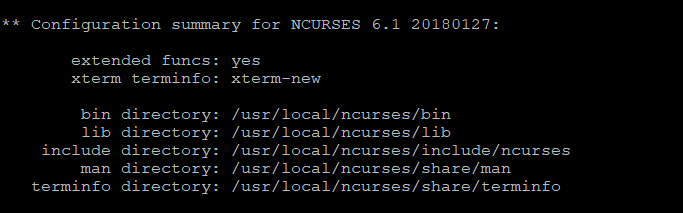 ** Configuration summary for NCURSES 6.1 20180127:
extended funcs: yes
xterm terminfo: xterm-new
bin directory: /usr/local/ncurses/bin
lib directory: /usr/local/ncurses/lib
include directory: /usr/local/ncurses/include/ncurses
man directory: /usr/local/ncurses/share/man
terminfo directory: /usr/local/ncurses/share/terminfo